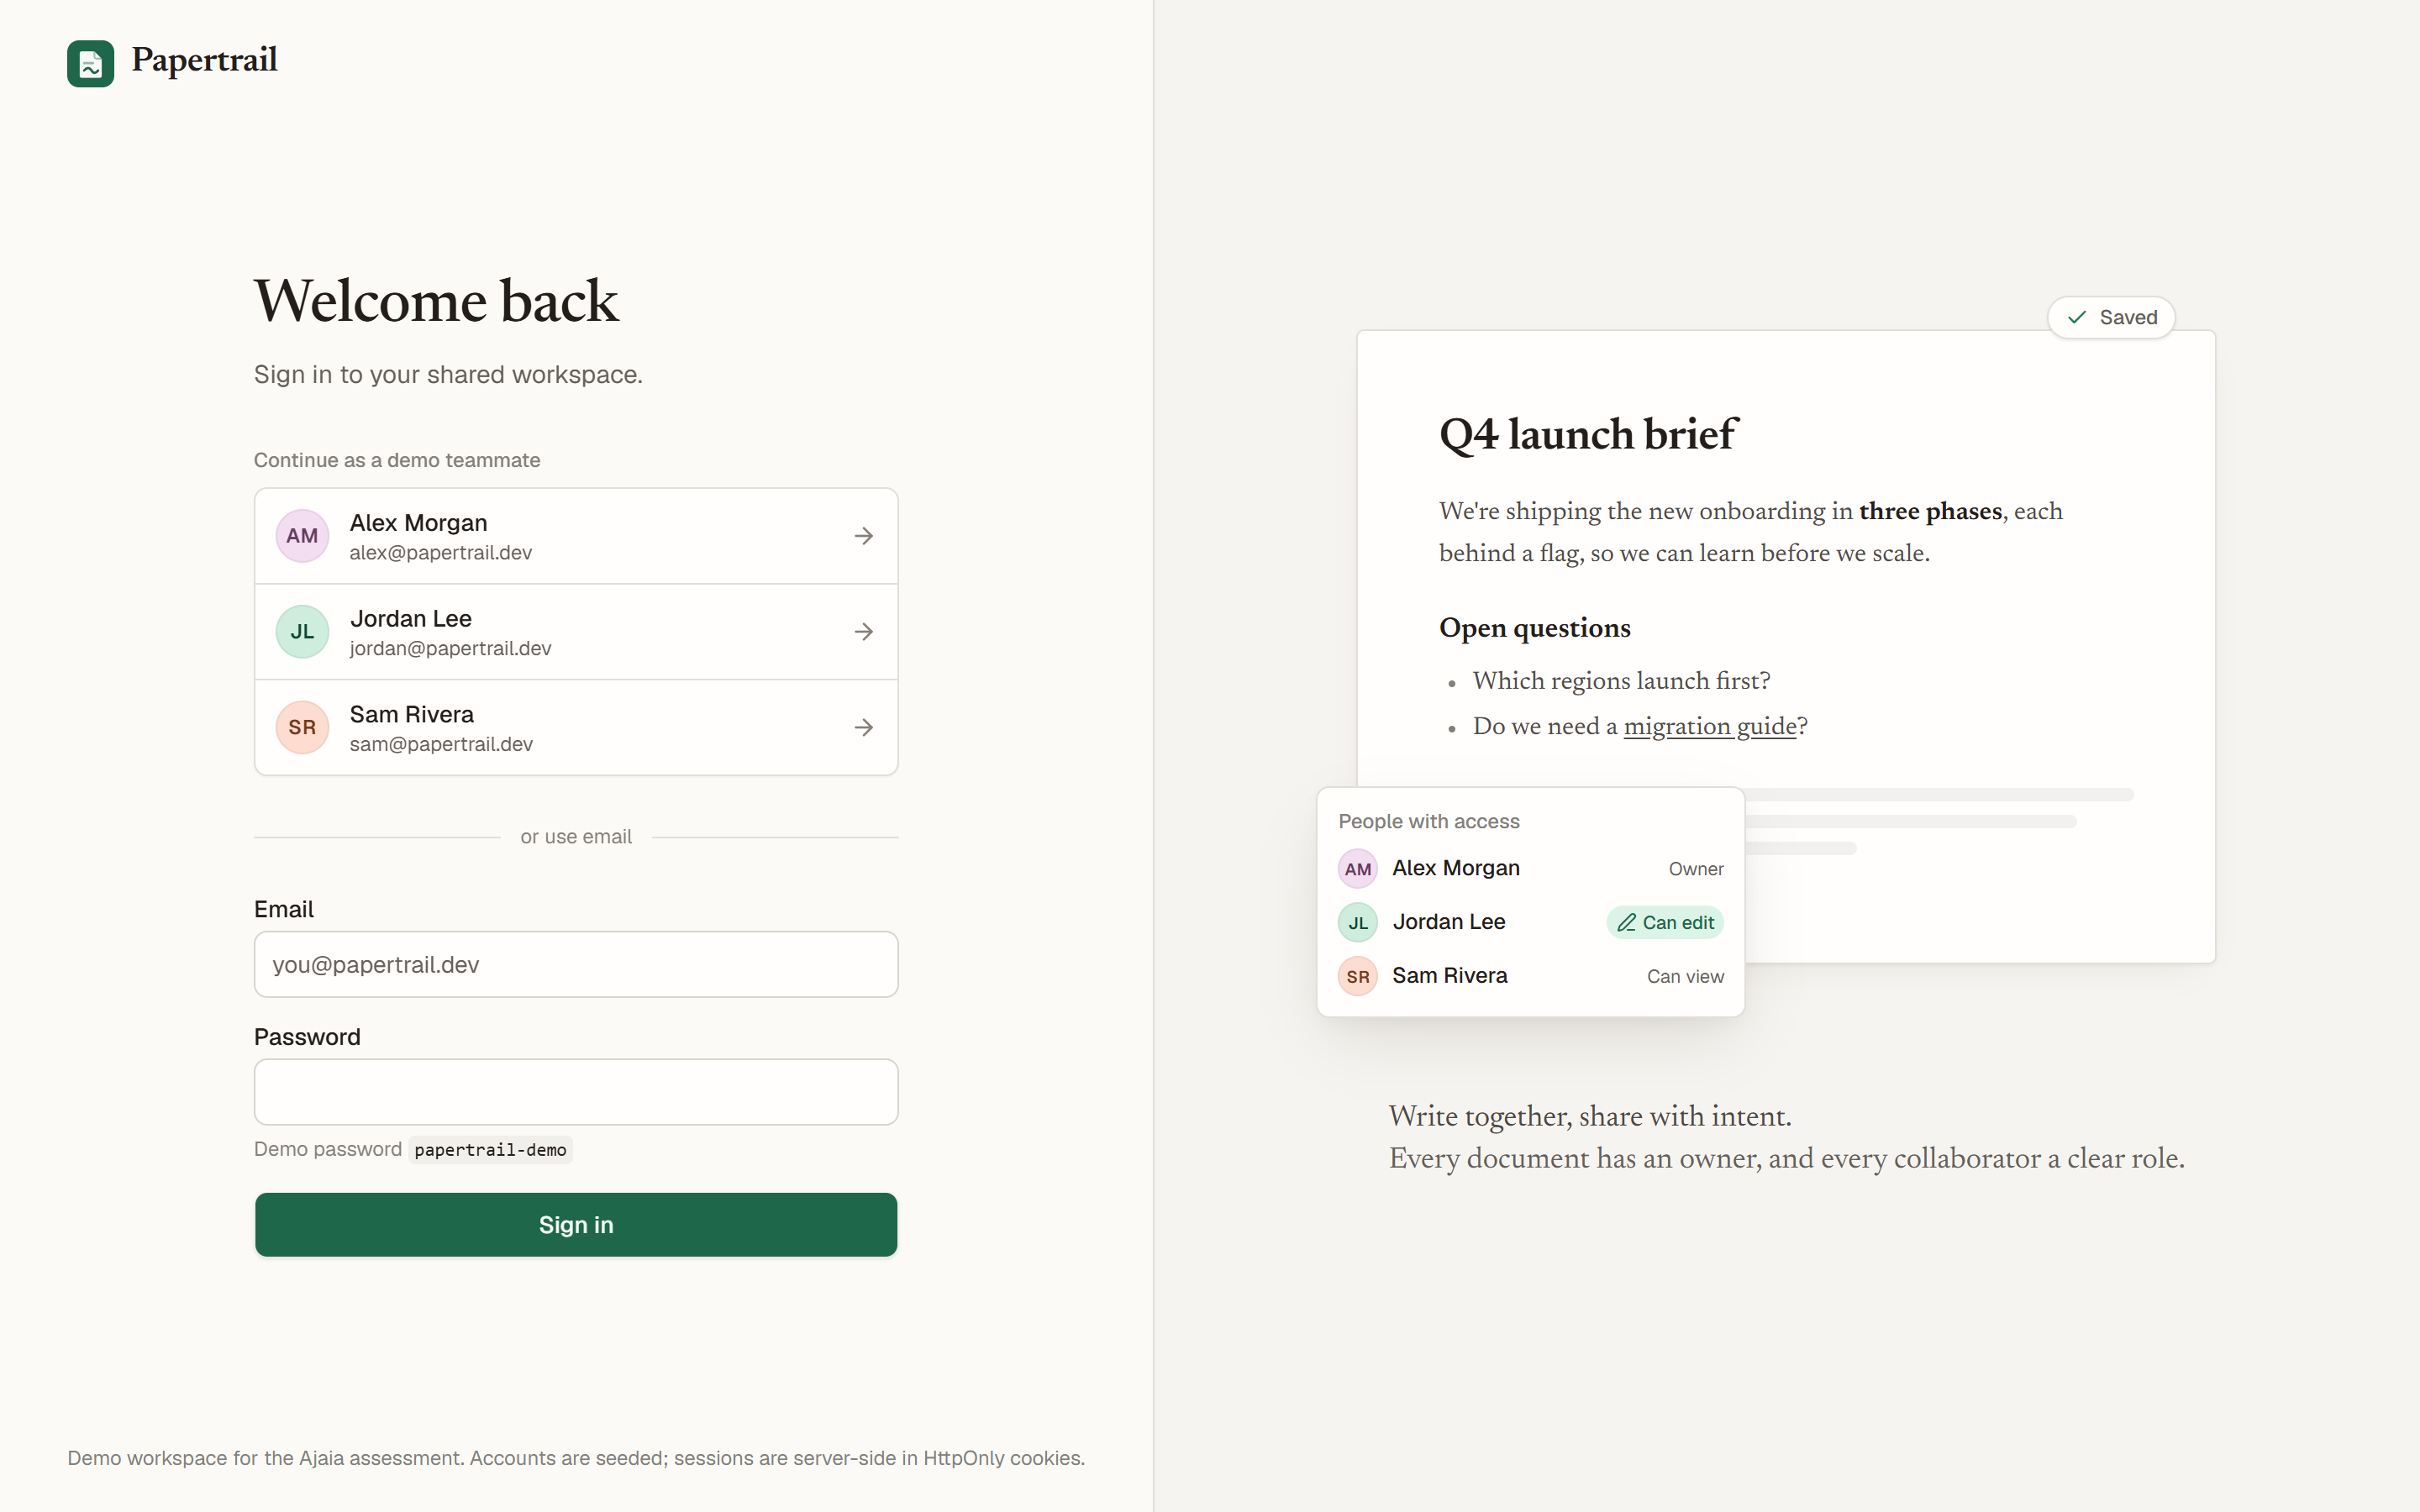 Papertrail
Welcome back
Sign in to your shared workspace.
Continue as a demo teammate
AM
Alex Morgan
alex@papertrail.dev
JL
Jordan Lee
jordan@papertrail.dev
SR
Sam Rivera
sam@papertrail.dev
or use email
Email
you@papertrail.dev
Password
Demo password papertrail-demo
Sign in
Demo workspace for the Ajaia assessment. Accounts are seeded; sessions are server-side in HttpOnly cookies.
Saved
Q4 launch brief
We're shipping the new onboarding in three phases, each
behind a flag, so we can learn before we scale.
Open questions
• Which regions launch first?
• Do we need a migration guide?
People with access
AM Alex Morgan Owner
JL Jordan Lee Can edit
SR Sam Rivera Can view
Write together, share with intent.
Every document has an owner, and every collaborator a clear role.